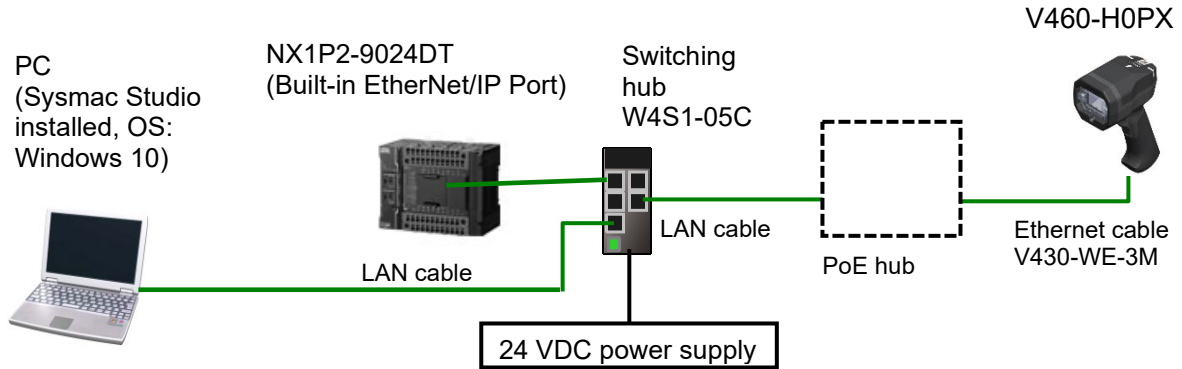 V460-H0PX
NX1P2-9024DT
(Built-in EtherNet/IP Port)
Switching
hub
W4S1-05C
PC
(Sysmac Studio
installed, OS:
Windows 10)
LAN cable
LAN cable
PoE hub
Ethernet cable
V430-WE-3M
24 VDC power supply